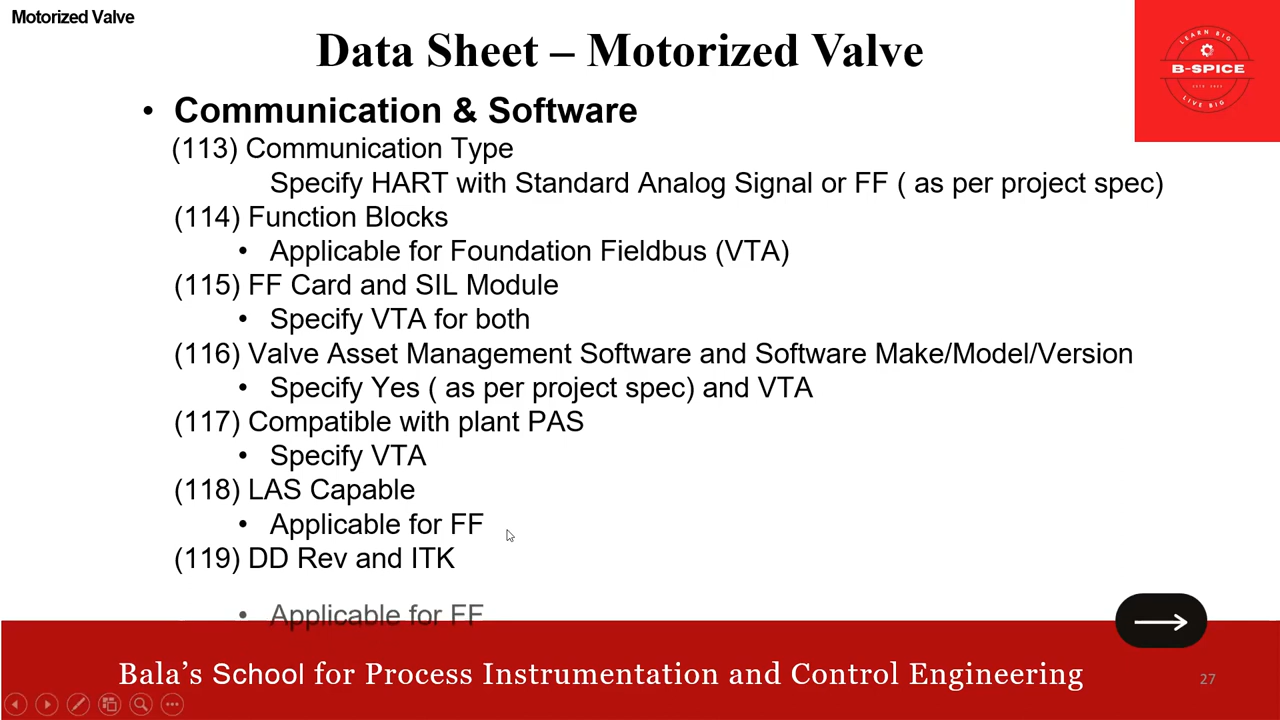 Motorized Valve
Data Sheet – Motorized Valve
LEARN BIG
B-SPICE
LIVE BIG
• Communication & Software
(113) Communication Type
Specify HART with Standard Analog Signal or FF ( as per project spec)
(114) Function Blocks
• Applicable for Foundation Fieldbus (VTA)
(115) FF Card and SIL Module
• Specify VTA for both
(116) Valve Asset Management Software and Software Make/Model/Version
• Specify Yes ( as per project spec) and VTA
(117) Compatible with plant PAS
• Specify VTA
(118) LAS Capable
• Applicable for FF
(119) DD Rev and ITK
• Applicable for FF
Bala’s School for Process Instrumentation and Control Engineering
27